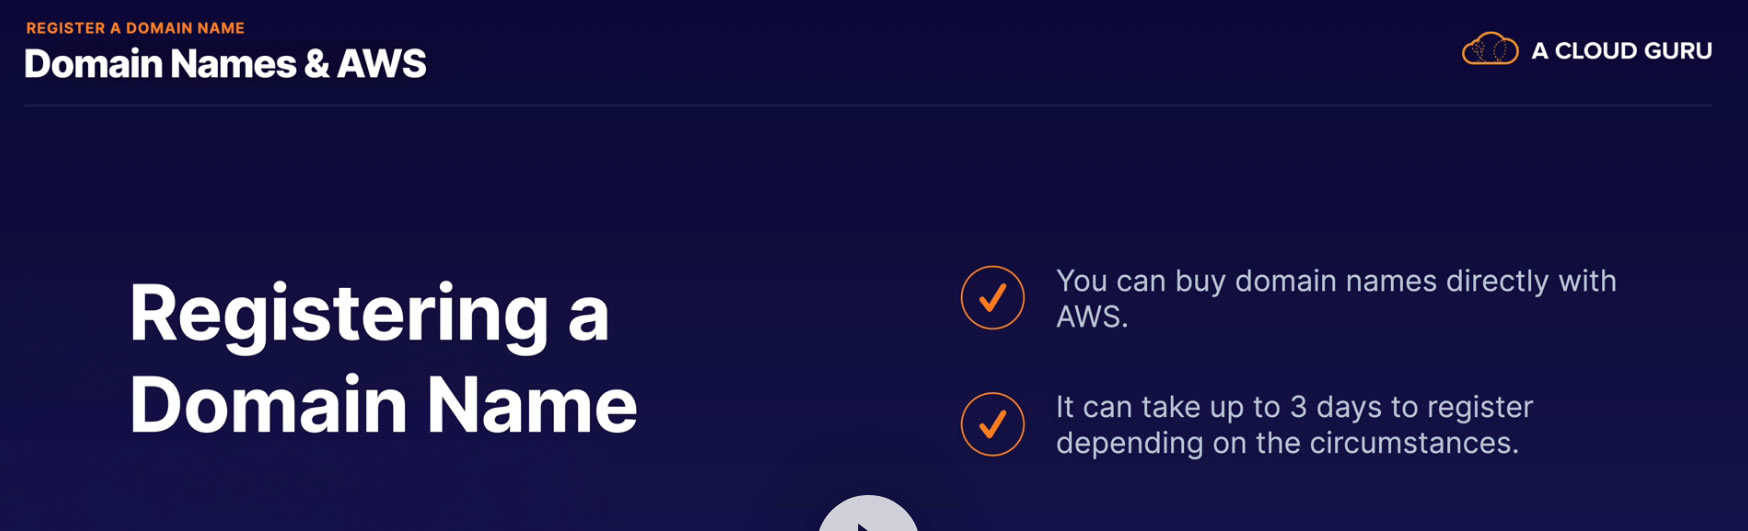 REGISTER A DOMAIN NAME
Domain Names & AWS
A CLOUD GURU
Registering a
Domain Name
You can buy domain names directly with
AWS.
It can take up to 3 days to register
depending on the circumstances.